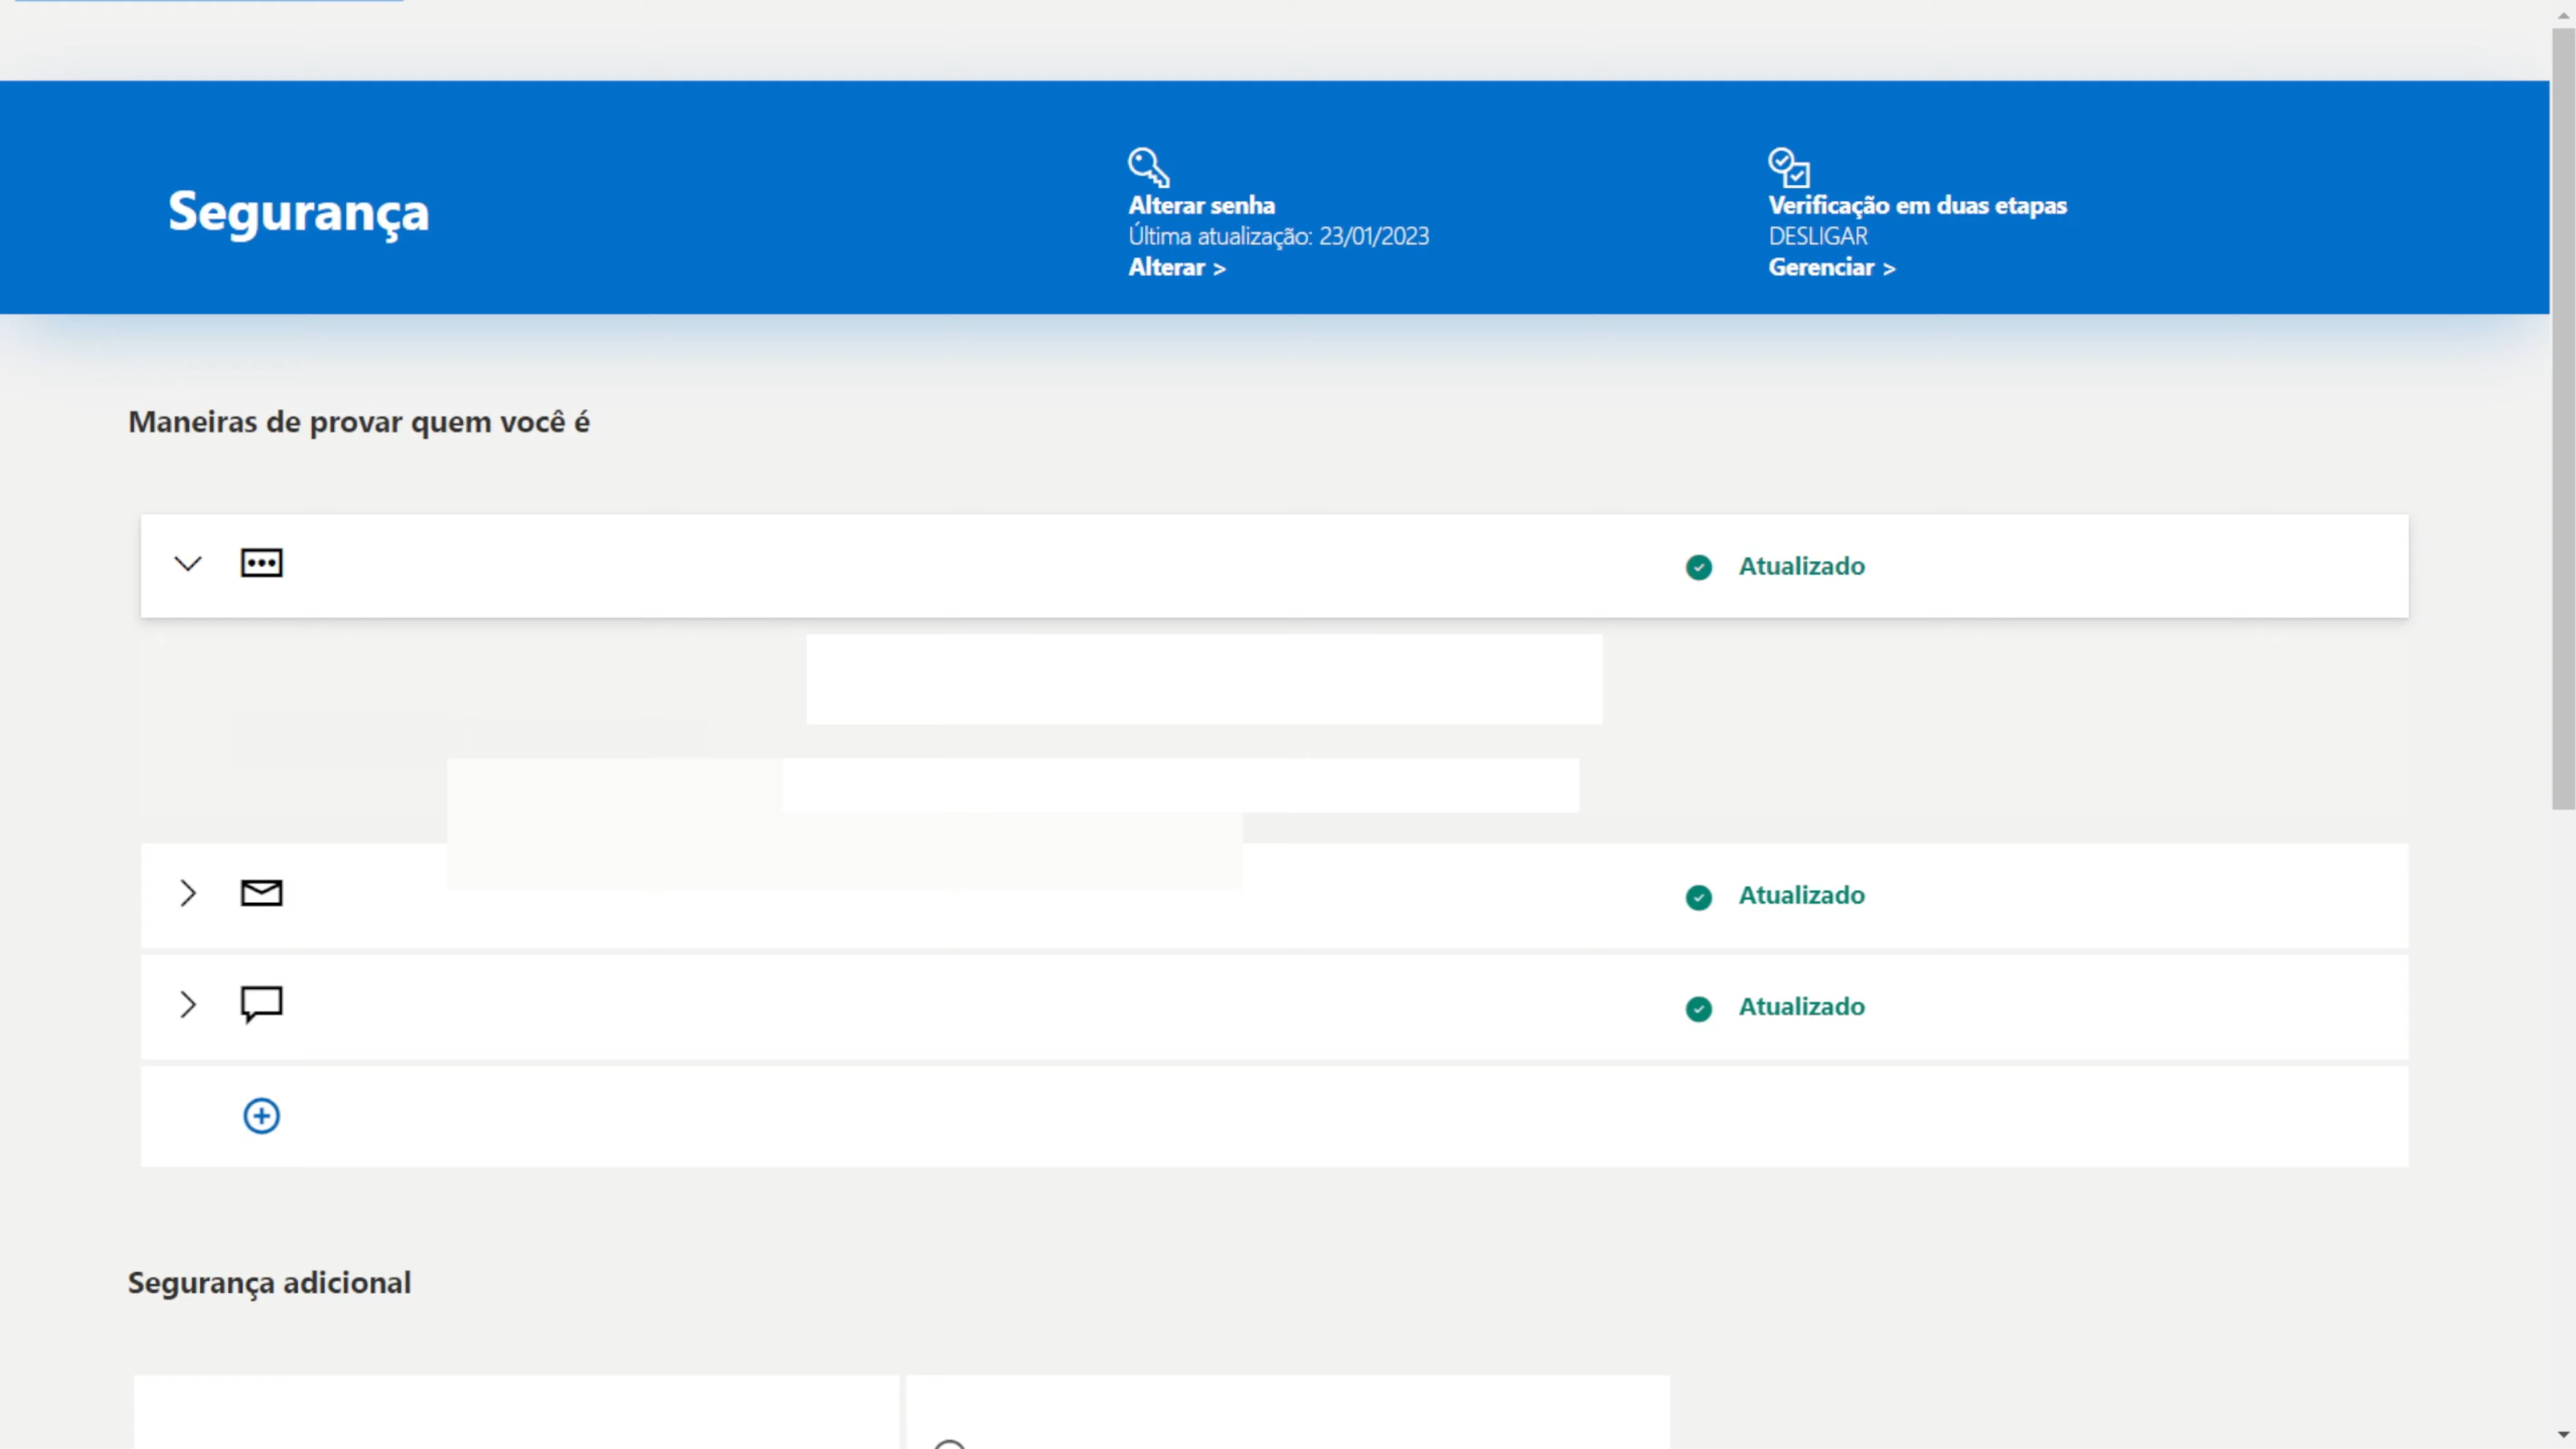 Segurança
Alterar senha
Última atualização: 23/01/2023
Alterar >
Verificação em duas etapas
DESLIGAR
Gerenciar >
Maneiras de provar quem você é
Atualizado
Atualizado
Atualizado
Segurança adicional